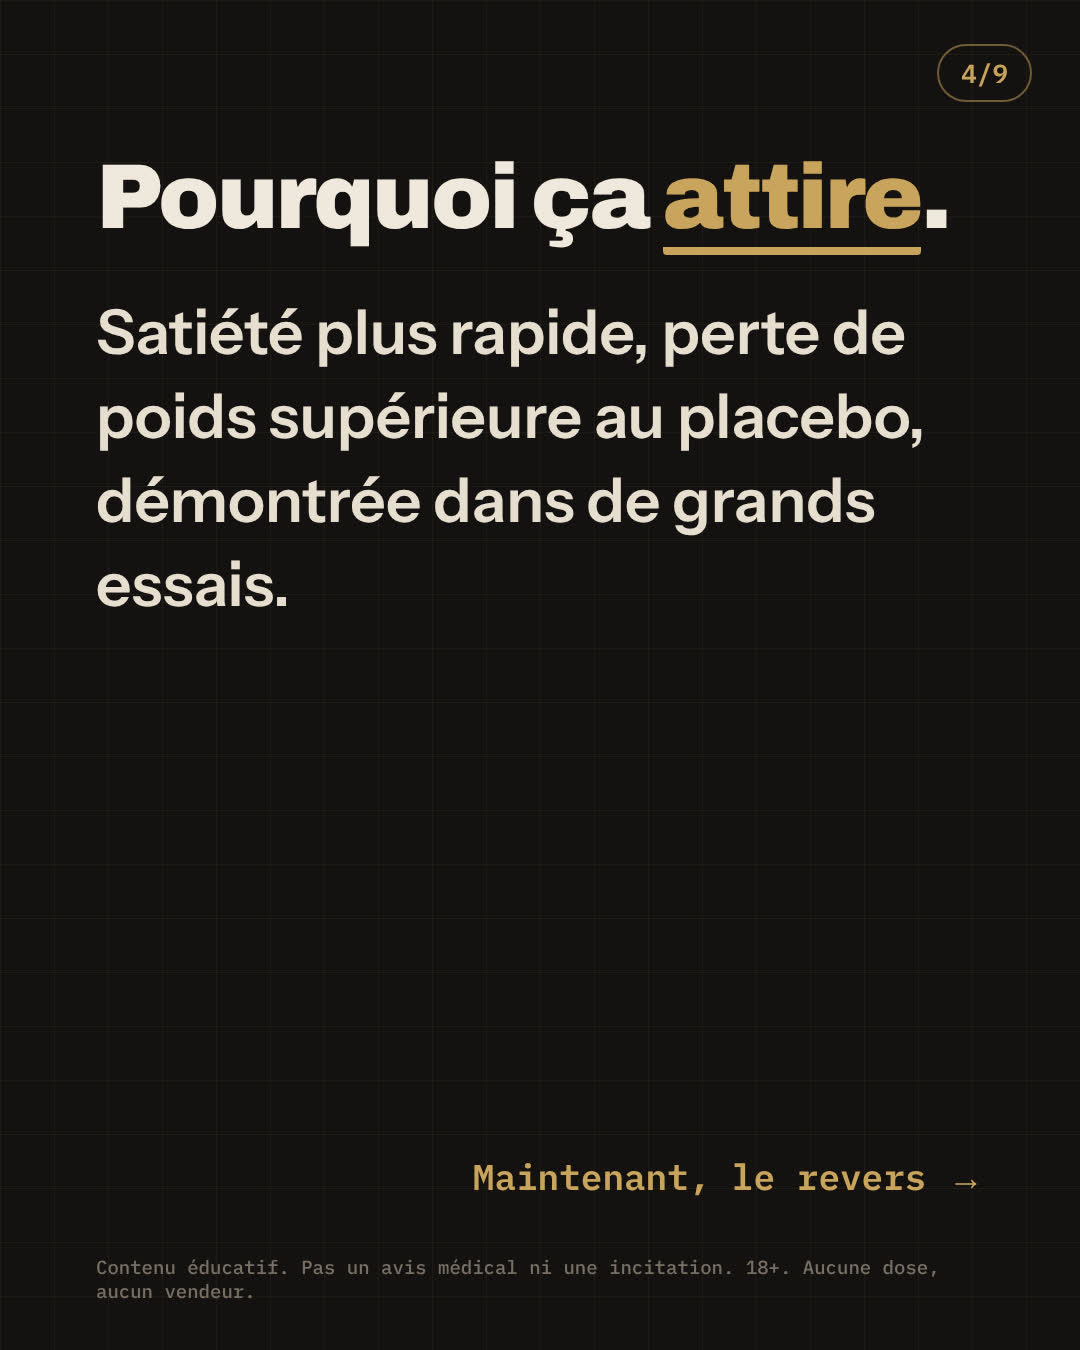 4/9
Pourquoi ça attire.
Satiété plus rapide, perte de
poids supérieure au placebo,
démontrée dans de grands
essais.
Maintenant, le revers →
Contenu éducatif. Pas un avis médical ni une incitation. 18+. Aucune dose,
aucun vendeur.